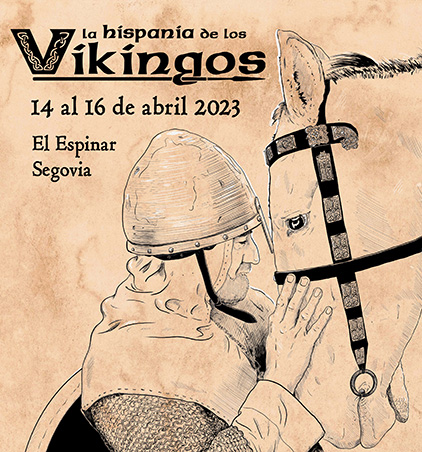 la hispania de los
Vikingos
14 al 16 de abril 2023
El Espinar
Segovia